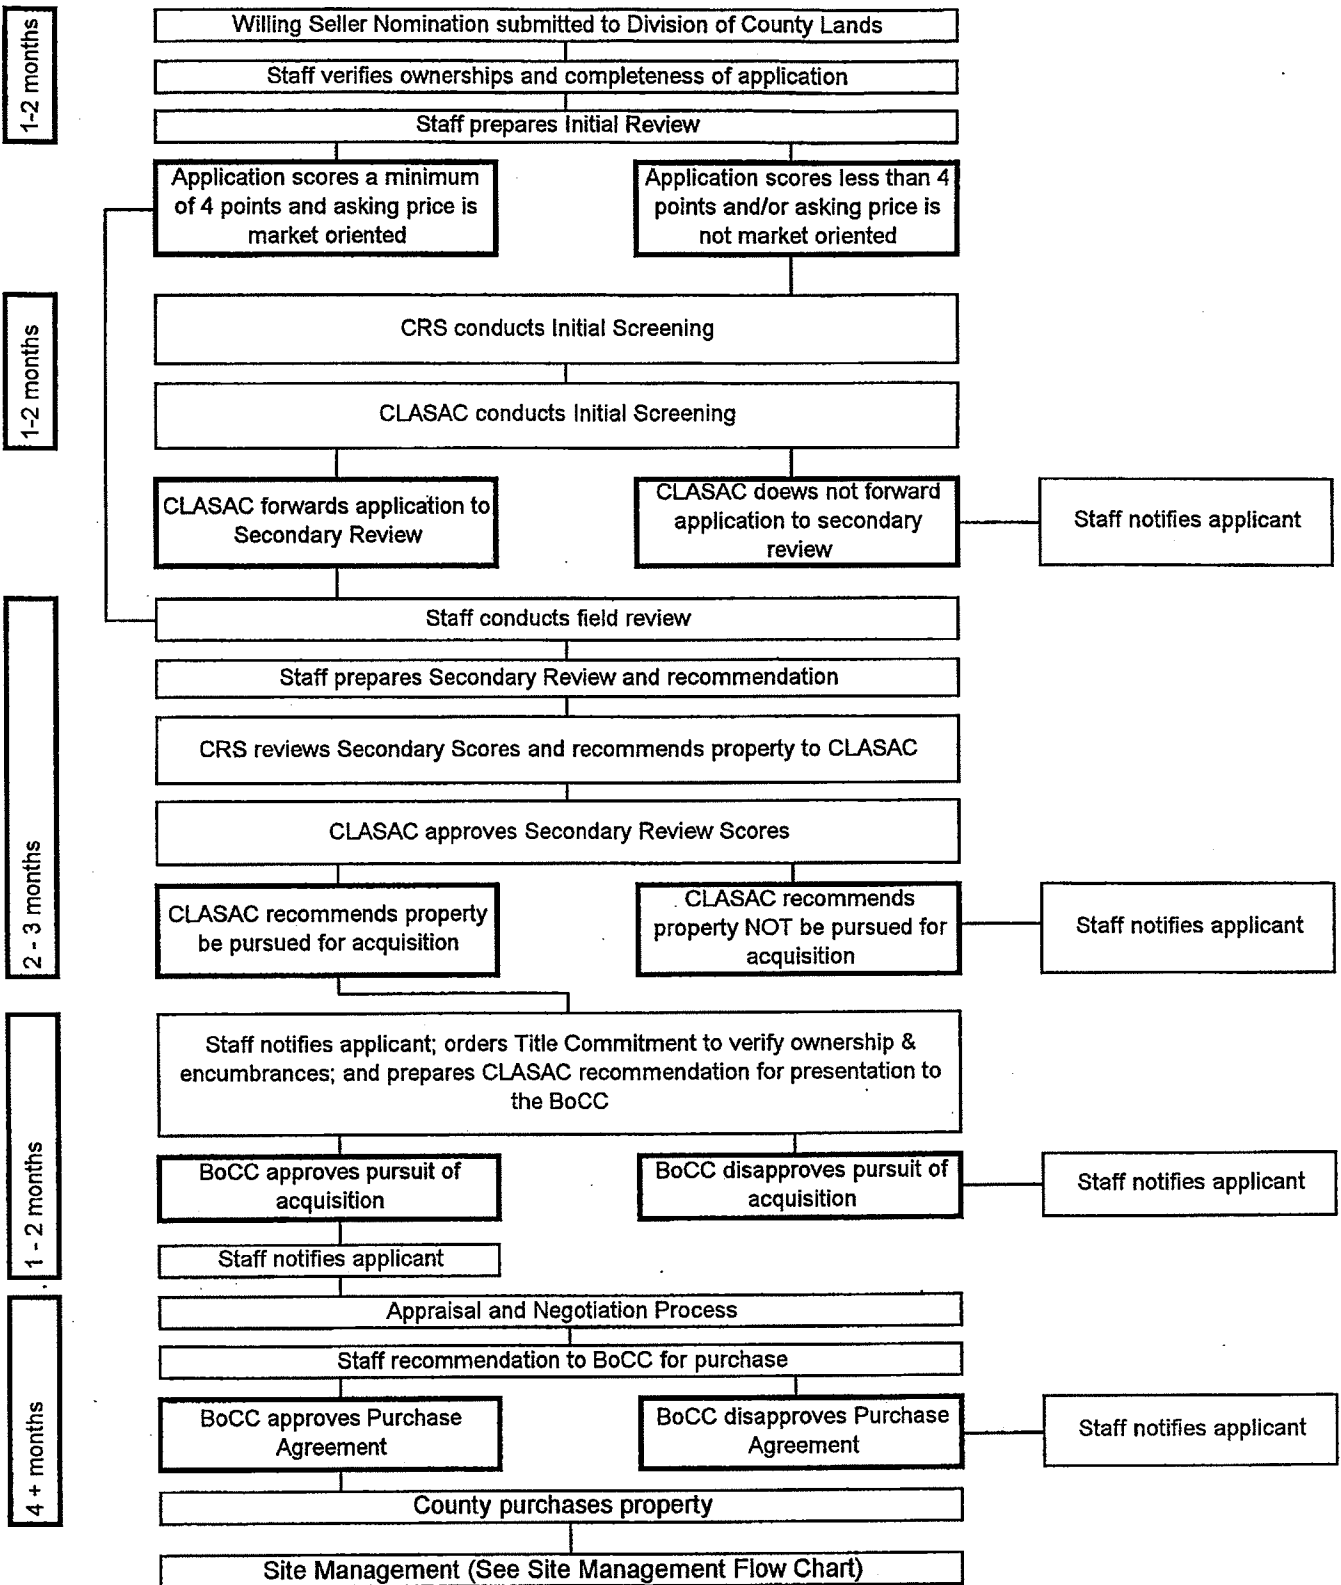 1-2 months
Willing Seller Nomination submitted to Division of County Lands
Staff verifies ownerships and completeness of application
Staff prepares Initial Review
Application scores a minimum
of 4 points and asking price is
market oriented
Application scores less than 4
points and/or asking price is
not market oriented
1-2 months
CRS conducts Initial Screening
CLASAC conducts Initial Screening
CLASAC forwards application to
Secondary Review
CLASAC doews not forward
application to secondary
review
Staff notifies applicant
2 - 3 months
Staff conducts field review
Staff prepares Secondary Review and recommendation
CRS reviews Secondary Scores and recommends property to CLASAC
CLASAC approves Secondary Review Scores
CLASAC recommends property
be pursued for acquisition
CLASAC recommends
property NOT be pursued for
acquisition
Staff notifies applicant
1 - 2 months
Staff notifies applicant; orders Title Commitment to verify ownership &
encumbrances; and prepares CLASAC recommendation for presentation to
the BoCC
BoCC approves pursuit of
acquisition
BoCC disapproves pursuit of
acquisition
Staff notifies applicant
Staff notifies applicant
4 + months
Appraisal and Negotiation Process
Staff recommendation to BoCC for purchase
BoCC approves Purchase
Agreement
BoCC disapproves Purchase
Agreement
Staff notifies applicant
County purchases property
Site Management (See Site Management Flow Chart)